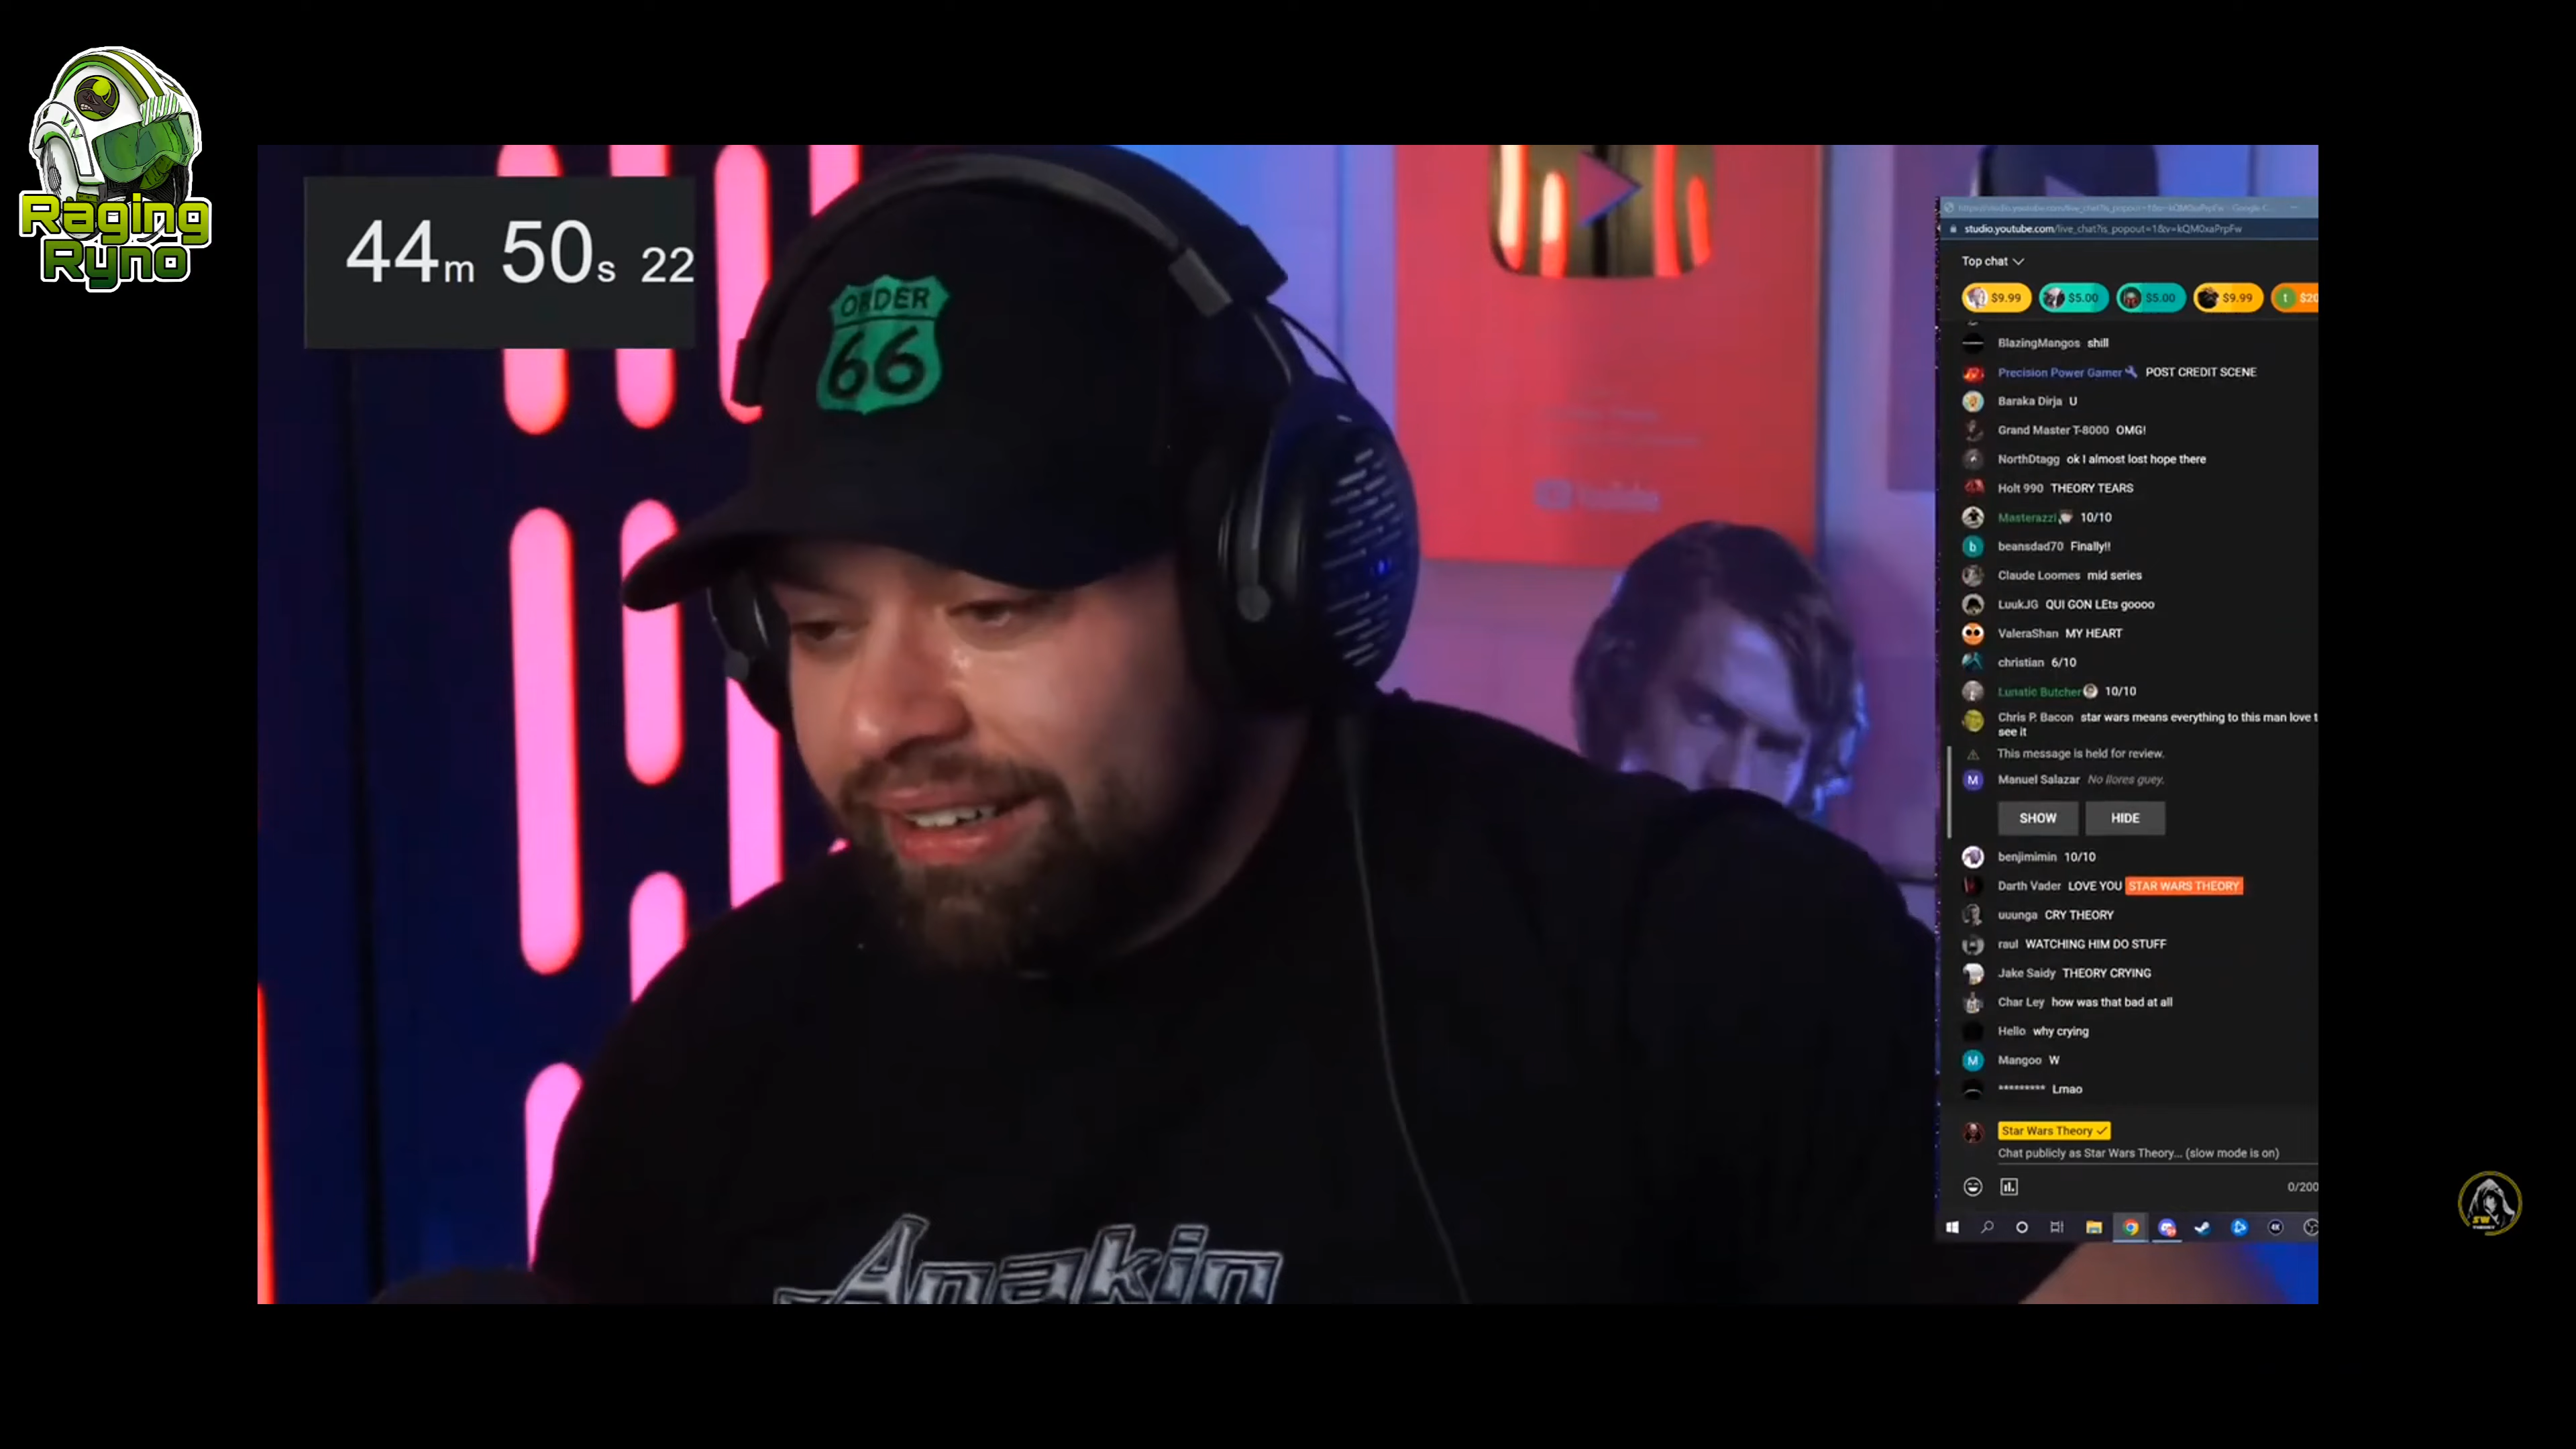 Raging
Ryno
44m 50s 22
ORDER
66
YouTube
Anakin
studio.youtube.com/live_chat?is_popout=1&v=kQM0xaPrpFw
Top chat
$9.99 $5.00 $5.00 $9.99 t $20
BlazingMangos shill
Precision Power Gamer POST CREDIT SCENE
Baraka Dirja U
Grand Master T-8000 OMG!
NorthDtagg ok I almost lost hope there
Holt 990 THEORY TEARS
Masterazzi 10/10
b beansdad70 Finally!!
Claude Loomes mid series
LuukJG QUI GON LEts goooo
ValeraShan MY HEART
christian 6/10
Lunatic Butcher 10/10
Chris P. Bacon star wars means everything to this man love t
see it
This message is held for review.
M Manuel Salazar No llores guey.
SHOW HIDE
benjimimin 10/10
Darth Vader LOVE YOU STAR WARS THEORY
uuunga CRY THEORY
raul WATCHING HIM DO STUFF
Jake Saidy THEORY CRYING
Char Ley how was that bad at all
Hello why crying
M Mangoo W
********* Lmao
Star Wars Theory ✓
Chat publicly as Star Wars Theory... (slow mode is on)
0/200
4K
SW
THEORY